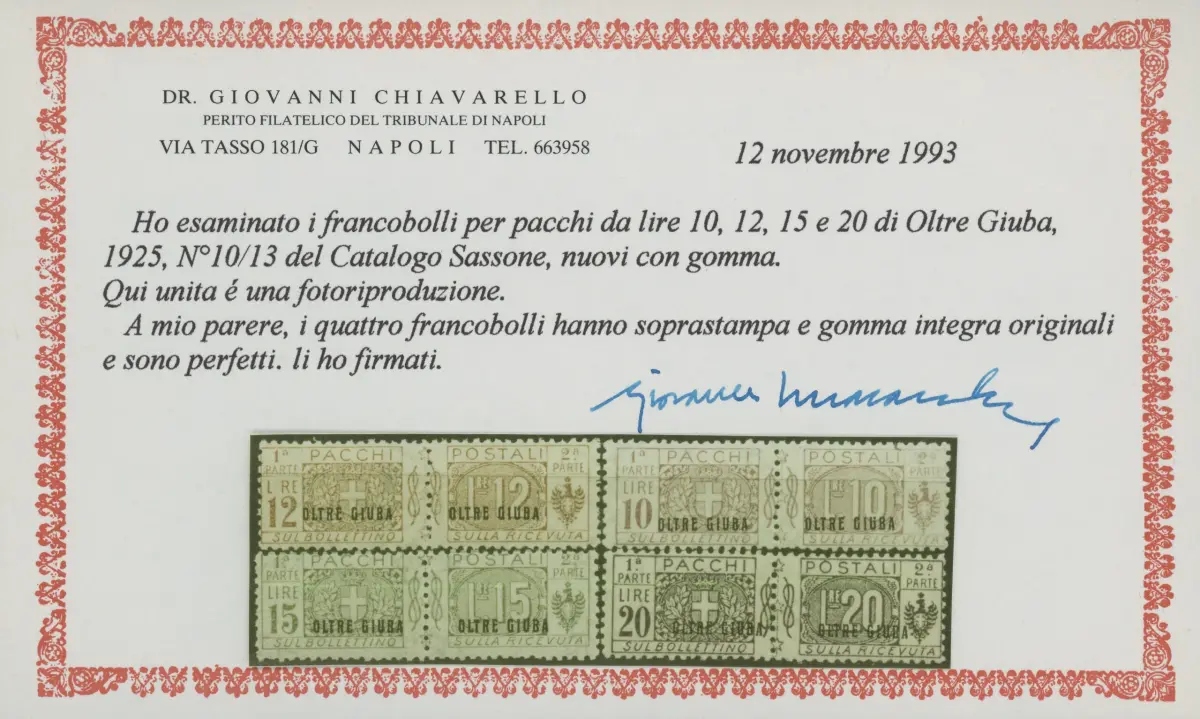 DR. GIOVANNI CHIAVARELLO
PERITO FILATELICO DEL TRIBUNALE DI NAPOLI
VIA TASSO 181/G NAPOLI TEL. 663958
12 novembre 1993
Ho esaminato i francobolli per pacchi da lire 10, 12, 15 e 20 di Oltre Giuba,
1925, N°10/13 del Catalogo Sassone, nuovi con gomma.
Qui unita é una fotoriproduzione.
A mio parere, i quattro francobolli hanno soprastampa e gomma integra originali
e sono perfetti. li ho firmati.
1ª PARTE PACCHI POSTALI 2ª PARTE
LIRE 12 LIRE 12
OLTRE GIUBA OLTRE GIUBA
SUL BOLLETTINO SULLA RICEVUTA
1ª PARTE PACCHI POSTALI 2ª PARTE
LIRE 10 LIRE 10
OLTRE GIUBA OLTRE GIUBA
SUL BOLLETTINO SULLA RICEVUTA
1ª PARTE PACCHI POSTALI 2ª PARTE
LIRE 15 LIRE 15
OLTRE GIUBA OLTRE GIUBA
SUL BOLLETTINO SULLA RICEVUTA
1ª PARTE PACCHI POSTALI 2ª PARTE
LIRE 20 LIRE 20
OLTRE GIUBA OLTRE GIUBA
SUL BOLLETTINO SULLA RICEVUTA